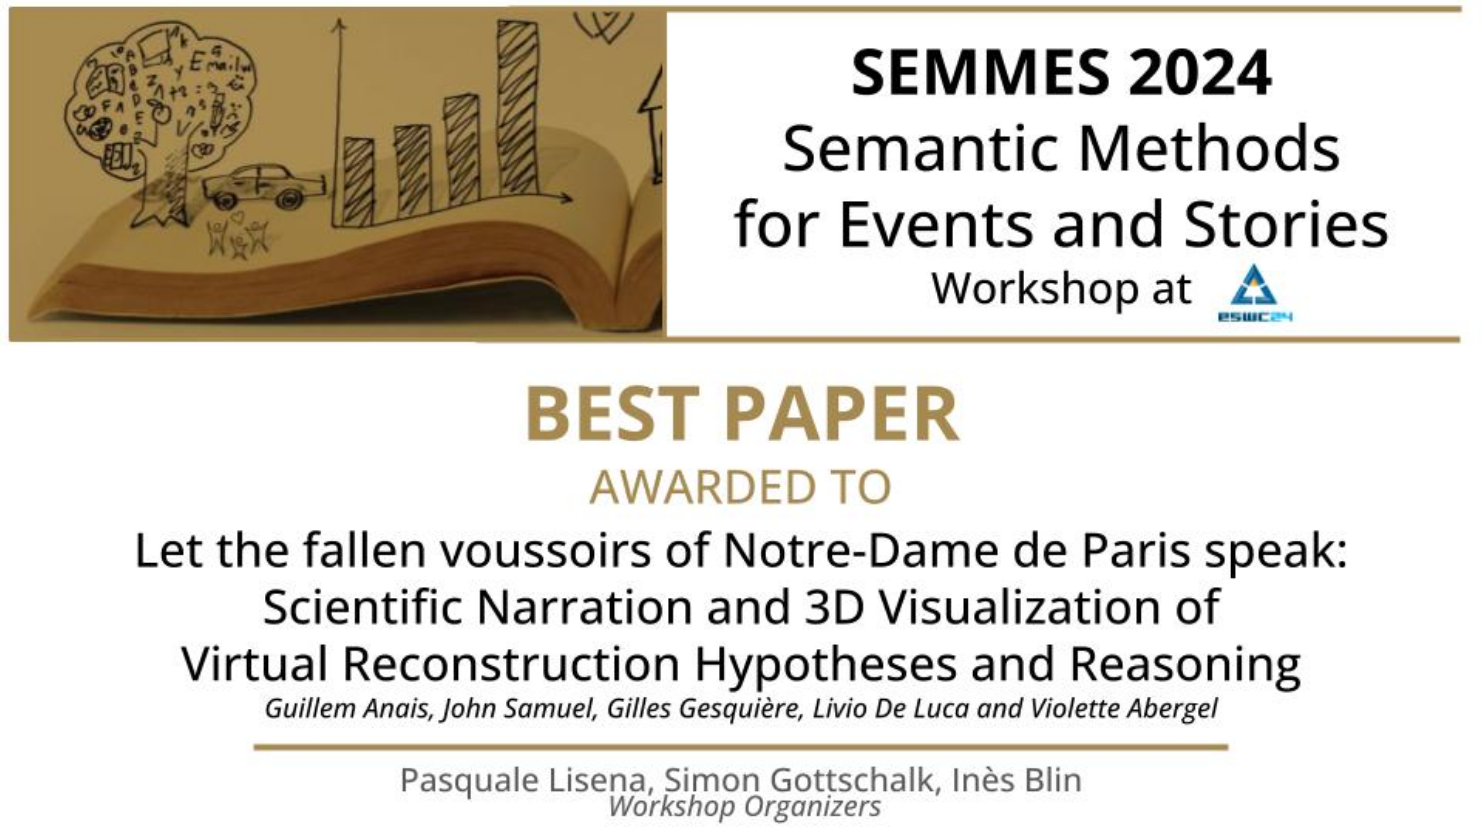 Email
SEMMES 2024
Semantic Methods
for Events and Stories
Workshop at
ESWC24
BEST PAPER
AWARDED TO
Let the fallen voussoirs of Notre-Dame de Paris speak:
Scientific Narration and 3D Visualization of
Virtual Reconstruction Hypotheses and Reasoning
Guillem Anais, John Samuel, Gilles Gesquière, Livio De Luca and Violette Abergel
Pasquale Lisena, Simon Gottschalk, Inès Blin
Workshop Organizers